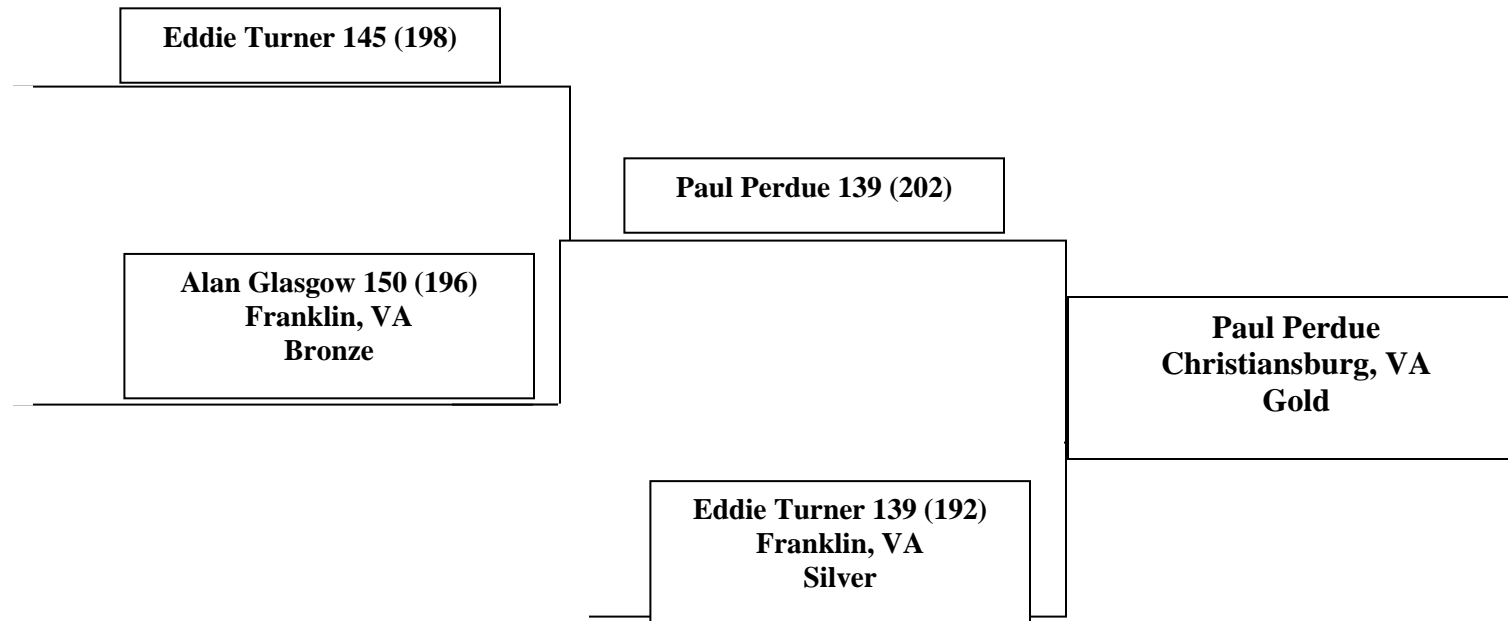 Eddie Turner 145 (198)
Paul Perdue 139 (202)
Alan Glasgow 150 (196)
Franklin, VA
Bronze
Paul Perdue
Christiansburg, VA
Gold
Eddie Turner 139 (192)
Franklin, VA
Silver